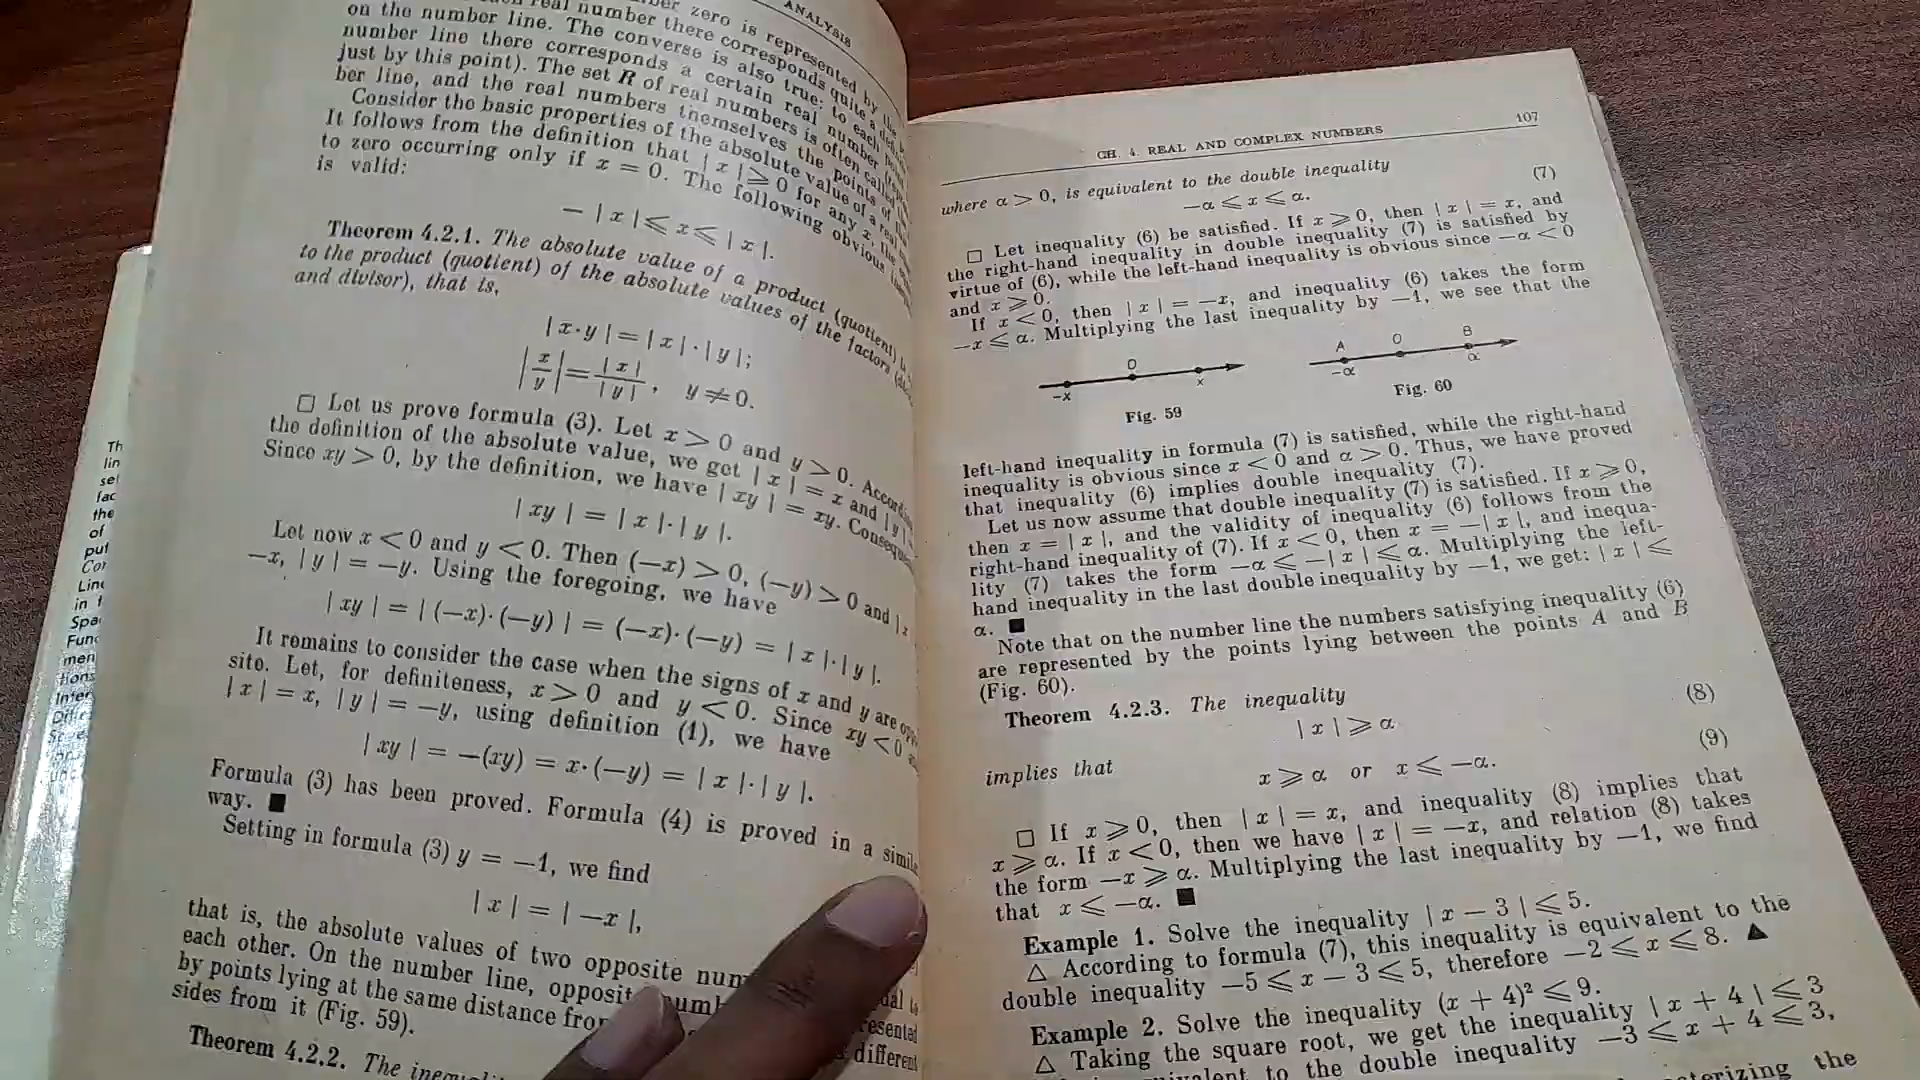 ANALYSIS
real number there corresponds quite a
on the number line. The converse is also true: to each
number line there corresponds a certain real number
just by this point). The set R of real numbers is often called
ber line, and the real numbers themselves the points of
Consider the basic properties of the absolute value of a
It follows from the definition that | x | ⩾ 0 for any x,
to zero occurring only if x = 0. The following obvious
is valid:
− | x | ⩽ x ⩽ | x |.
Theorem 4.2.1. The absolute value of a product (quotient)
to the product (quotient) of the absolute values of the factors
and divisor), that is,
| x·y | = | x |·| y |;
| x/y | = | x | / | y |, y ≠ 0.
□ Let us prove formula (3). Let x > 0 and y > 0.
the definition of the absolute value, we get | x | = x and | y |
Since xy > 0, by the definition, we have | xy | = xy.
| xy | = | x |·| y |.
Let now x < 0 and y < 0. Then (−x) > 0, (−y) > 0 and
−x, | y | = −y. Using the foregoing, we have
| xy | = | (−x)·(−y) | = (−x)·(−y) = | x |·| y |.
It remains to consider the case when the signs of x and y are
site. Let, for definiteness, x > 0 and y < 0. Since xy < 0
| x | = x, | y | = −y, using definition (1), we have
| xy | = −(xy) = x·(−y) = | x |·| y |.
Formula (3) has been proved. Formula (4) is proved in a
way. ■
Setting in formula (3) y = −1, we find
| x | = | −x |,
that is, the absolute values of two opposite
each other. On the number line,
by points lying at the same distance
sides from it (Fig. 59). different
Theorem 4.2.2. The
CH. 4. REAL AND COMPLEX NUMBERS 107
where α > 0, is equivalent to the double inequality
−α ⩽ x ⩽ α. (7)
□ Let inequality (6) be satisfied. If x ⩾ 0, then | x | = x, and
the right-hand inequality in double inequality (7) is satisfied by
virtue of (6), while the left-hand inequality is obvious since −α < 0
and x ⩾ 0.
If x < 0, then | x | = −x, and inequality (6) takes the form
−x ⩽ α. Multiplying the last inequality by −1, we see that the
−x O x
A O B
−α α
Fig. 59
Fig. 60
left-hand inequality in formula (7) is satisfied, while the right-hand
inequality is obvious since x < 0 and α > 0. Thus, we have proved
that inequality (6) implies double inequality (7).
Let us now assume that double inequality (7) is satisfied. If x ⩾ 0,
then x = | x |, and the validity of inequality (6) follows from the
right-hand inequality of (7). If x < 0, then x = −| x |, and inequa-
lity (7) takes the form −α ⩽ −| x | ⩽ α. Multiplying the left-
hand inequality in the last double inequality by −1, we get: | x | ⩽
α. ■
Note that on the number line the numbers satisfying inequality (6)
are represented by the points lying between the points A and B
(Fig. 60).
Theorem 4.2.3. The inequality
| x | ⩾ α (8)
implies that
x ⩾ α or x ⩽ −α. (9)
□ If x ⩾ 0, then | x | = x, and inequality (8) implies that
x ⩾ α. If x < 0, then we have | x | = −x, and relation (8) takes
the form −x ⩾ α. Multiplying the last inequality by −1, we find
that x ⩽ −α. ■
Example 1. Solve the inequality | x − 3 | ⩽ 5.
△ According to formula (7), this inequality is equivalent to the
double inequality −5 ⩽ x − 3 ⩽ 5, therefore −2 ⩽ x ⩽ 8. ▲
Example 2. Solve the inequality (x + 4)² ⩽ 9.
△ Taking the square root, we get the inequality | x + 4 | ⩽ 3
to the double inequality −3 ⩽ x + 4 ⩽ 3,
the